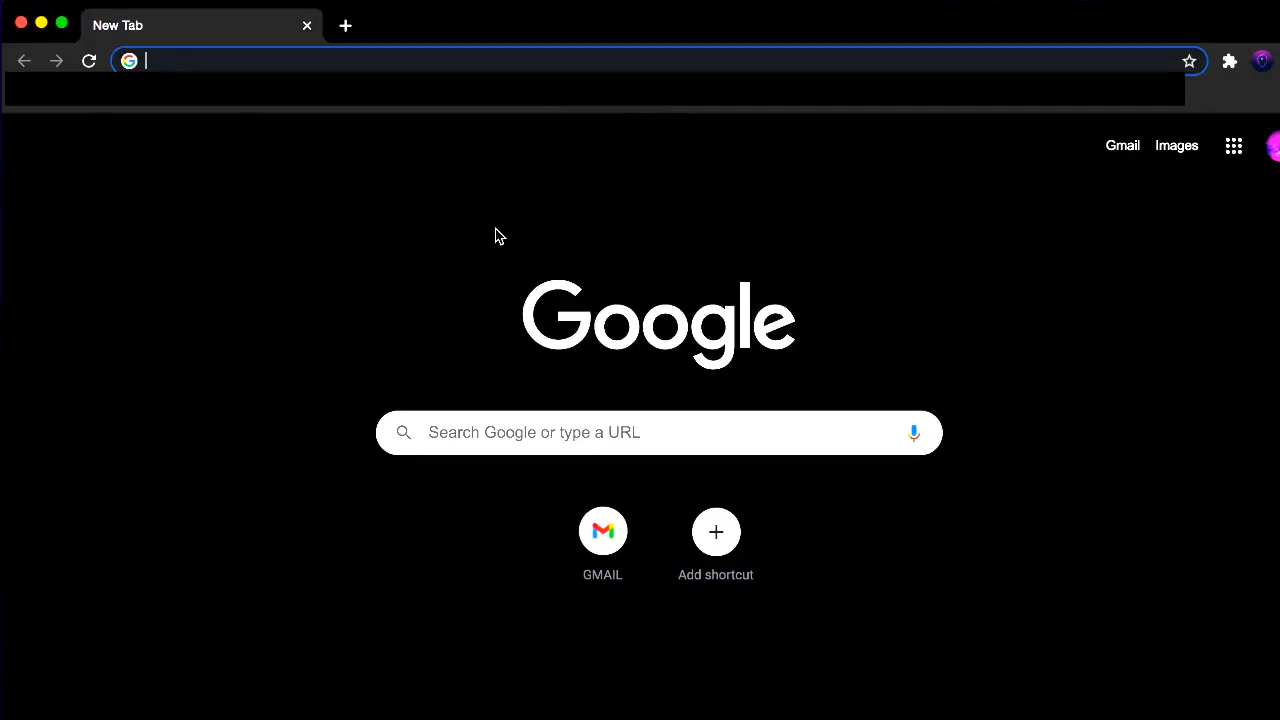 New Tab
Gmail Images
Google
Search Google or type a URL
GMAIL Add shortcut